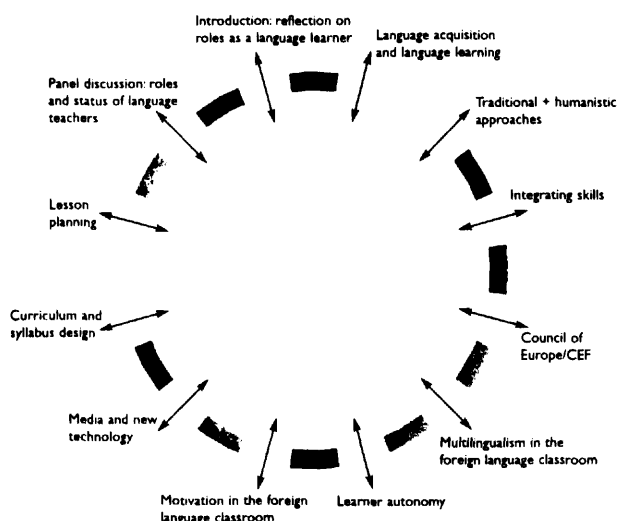 Introduction: reflection on
roles as a language learner
Language acquisition
and language learning
Traditional + humanistic
approaches
Integrating skills
Council of
Europe/CEF
Multilingualism in the
foreign language classroom
Learner autonomy
Motivation in the foreign
language classroom
Media and new
technology
Curriculum and
syllabus design
Lesson
planning
Panel discussion: roles
and status of language
teachers